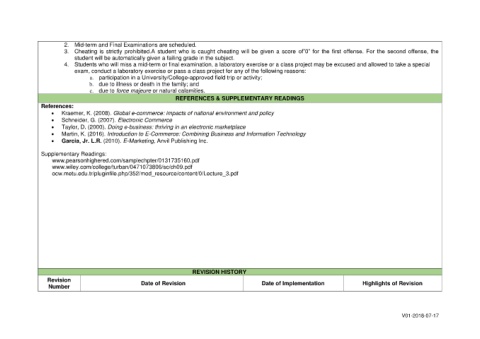 2. Mid-term and Final Examinations are scheduled.
3. Cheating is strictly prohibited.A student who is caught cheating will be given a score of"0" for the first offense. For the second offense, the
student will be automatically given a failing grade in the subject.
4. Students who will miss a mid-term or final examination, a laboratory exercise or a class project may be excused and allowed to take a special
exam, conduct a laboratory exercise or pass a class project for any of the following reasons:
a. participation in a University/College-approved field trip or activity;
b. due to illness or death in the family; and
c. due to force majeure or natural calamities.
REFERENCES & SUPPLEMENTARY READINGS
References:
• Kraemer, K. (2008). Global e-commerce: Impacts of national environment and policy
• Schneider, G. (2007). Electronic Commerce
• Taylor, D. (2000). Doing e-business: thriving in an electronic marketplace
• Martin, K. (2016). Introduction to E-Commerce: Combining Business and Information Technology
• Garcia, Jr. L.R. (2010). E-Marketing, Anvil Publishing Inc.
Supplementary Readings:
www.pearsonhighered.com/samplechpter/0131735160.pdf
www.wiley.com/college/turban/0471073806/sc/ch09.pdf
ocw.metu.edu.tr/pluginfile.php/352/mod_resource/content/0/Lecture_3.pdf
REVISION HISTORY
Revision Number Date of Revision Date of Implementation Highlights of Revision
V01-2018-07-17